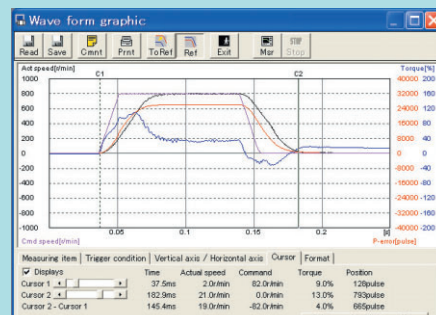 Wave form graphic
Read Save Cmnt Prnt ToRef Ref Exit Msr STOP Stop
Act speed[r/min] C1 C2 Torque[%]
1000 40000 200
800 32000 160
600 24000 120
400 16000 80
200 8000 40
0 0 0
-200 -8000 -40
-400 -16000 -80
-600 -24000 -120
-800 -32000 -160
-1000 0.05 0.1 0.15 0.2 [s] -40000 -200
Cmd speed[r/min] P-error[pulse]
Measuring item Trigger condition Vertical axis / Horizontal axis Cursor Format
Displays Time Actual speed Command Torque Position
Cursor 1 37.5ms 2.0r/min 82.0r/min 9.0% 128pulse
Cursor 2 182.9ms 21.0r/min 0.0r/min 13.0% 793pulse
Cursor 2 - Cursor 1 145.4ms 19.0r/min -82.0r/min 4.0% 665pulse